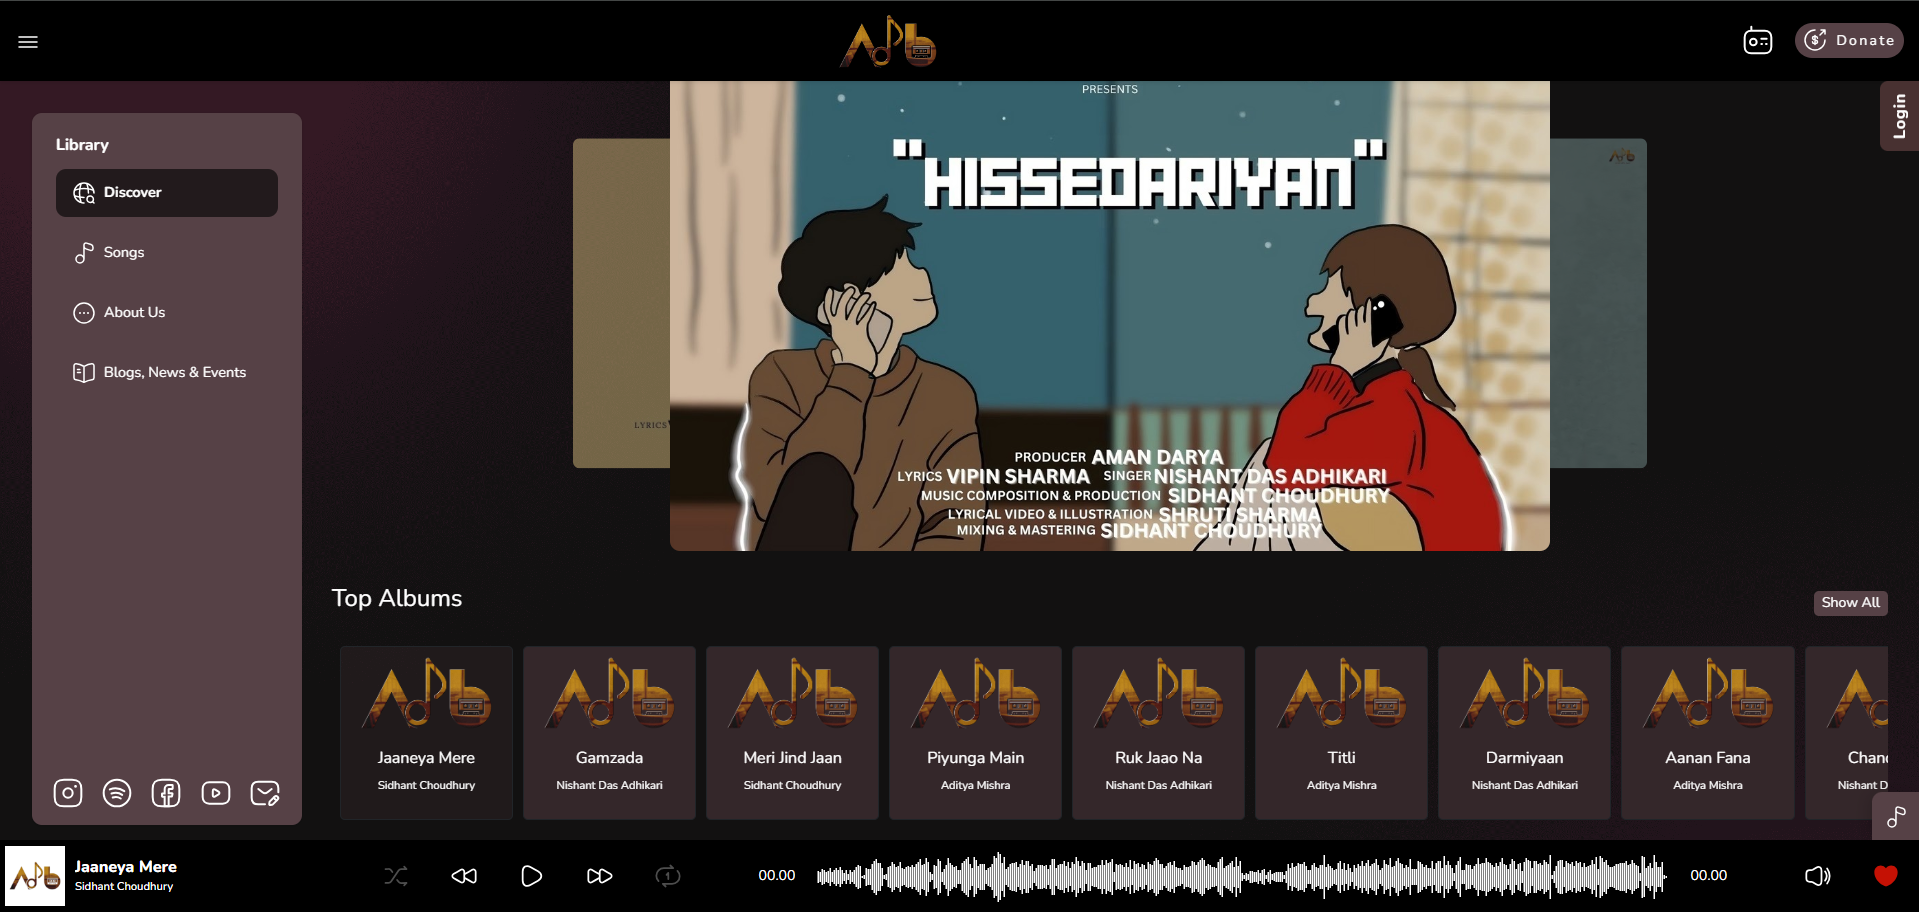 AdPb
Donate
Login
Library
Discover
Songs
About Us
Blogs, News & Events
PRESENTS
"HISSEDARIYAN"
LYRICS
PRODUCER AMAN DARYA
LYRICS VIPIN SHARMA SINGER NISHANT DAS ADHIKARI
MUSIC COMPOSITION & PRODUCTION SIDHANT CHOUDHURY
LYRICAL VIDEO & ILLUSTRATION SHRUTI SHARMA
MIXING & MASTERING SIDHANT CHOUDHURY
Top Albums
Show All
Jaaneya Mere
Sidhant Choudhury
Gamzada
Nishant Das Adhikari
Meri Jind Jaan
Sidhant Choudhury
Piyunga Main
Aditya Mishra
Ruk Jaao Na
Nishant Das Adhikari
Titli
Aditya Mishra
Darmiyaan
Nishant Das Adhikari
Aanan Fana
Aditya Mishra
Chan
Nishant D
Jaaneya Mere
Sidhant Choudhury
1
00.00
00.00